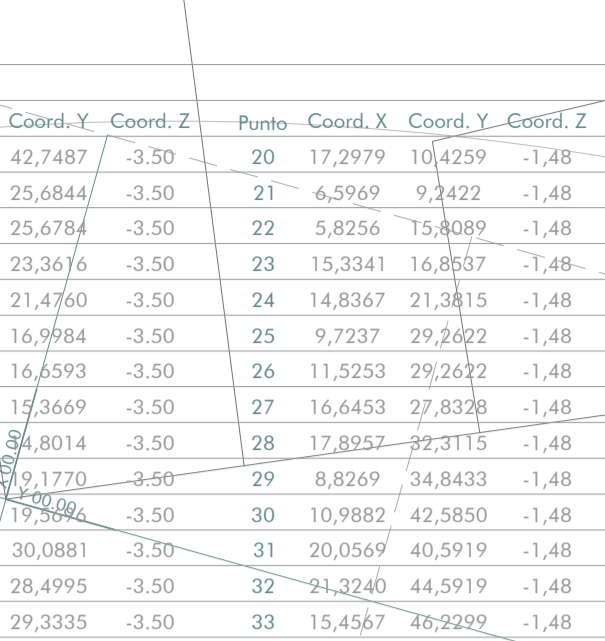 Coord. Y Coord. Z Punto Coord. X Coord. Y Coord. Z
42,7487 -3.50 20 17,2979 10,4259 -1,48
25,6844 -3.50 21 6,5969 9,2422 -1,48
25,6784 -3.50 22 5,8256 15,8089 -1,48
23,3616 -3.50 23 15,3341 16,8537 -1,48
21,4760 -3.50 24 14,8367 21,3815 -1,48
16,9984 -3.50 25 9,7237 29,2622 -1,48
16,6593 -3.50 26 11,5253 29,2622 -1,48
15,3669 -3.50 27 16,6453 27,8328 -1,48
4,8014 -3.50 28 17,8957 32,3115 -1,48
X 00.00
19,1770 -3.50 29 8,8269 34,8433 -1,48
Y 00.00
19,5696 -3.50 30 10,9882 42,5850 -1,48
30,0881 -3.50 31 20,0569 40,5919 -1,48
28,4995 -3.50 32 21,3240 44,5919 -1,48
29,3335 -3.50 33 15,4567 46,2299 -1,48